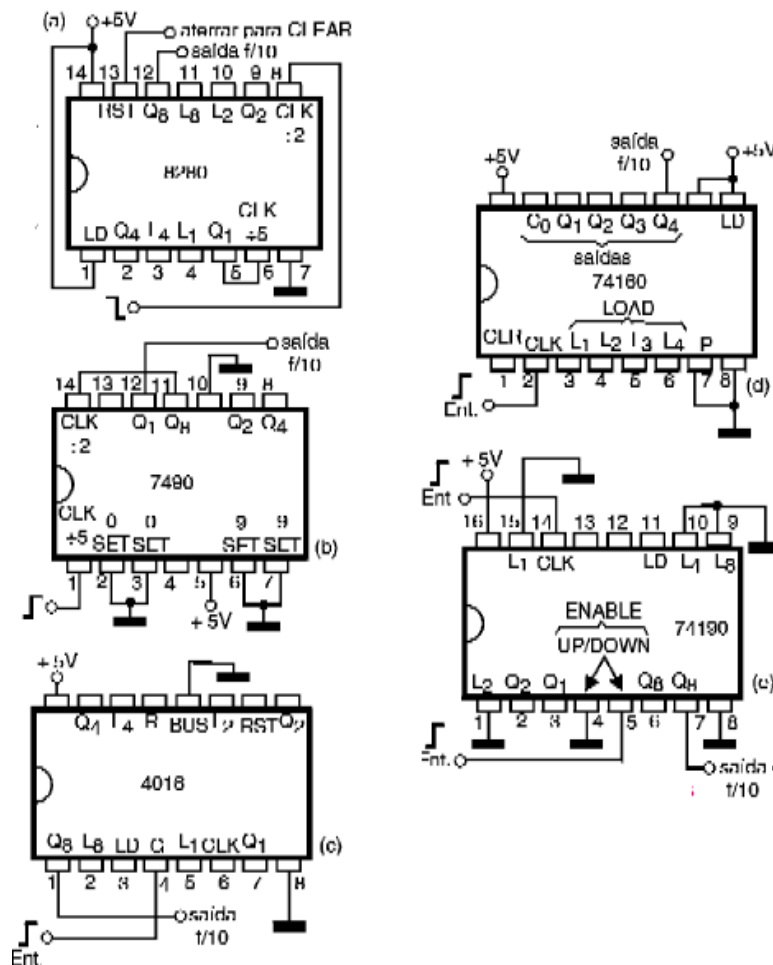 (a)
+5V
aterrar para CLEAR
saída f/10
14 13 12 11 10 9 8
RST Q8 L8 L2 Q2 CLK
:2
8280
CLK
LD Q4 L4 L1 Q1 ÷5
1 2 3 4 5 6 7
saída
f/10
14 13 12 11 10 9 8
CLK Q1 QH Q2 Q4
:2
7490
CLK
÷5 0 0 9 9
SET SET SET SET
(b)
1 2 3 4 5 6 7
+5V
+5V
Q4 L4 R BUS L2 RST Q2
4016
Q8 L8 LD G L1 CLK Q1
(c)
1 2 3 4 5 6 7 8
saída
f/10
Ent.
saída
f/10
+5V
+5V
C0 Q1 Q2 Q3 Q4 LD
saídas
74160
LOAD
CLR CLK L1 L2 L3 L4 P
1 2 3 4 5 6 7 8
(d)
Ent.
+5V
Ent
16 15 14 13 12 11 10 9
L1 CLK LD L1 L8
ENABLE
74190
UP/DOWN
L2 Q2 Q1 Q8 QH
(e)
1 2 3 4 5 6 7 8
Ent.
saída
f/10